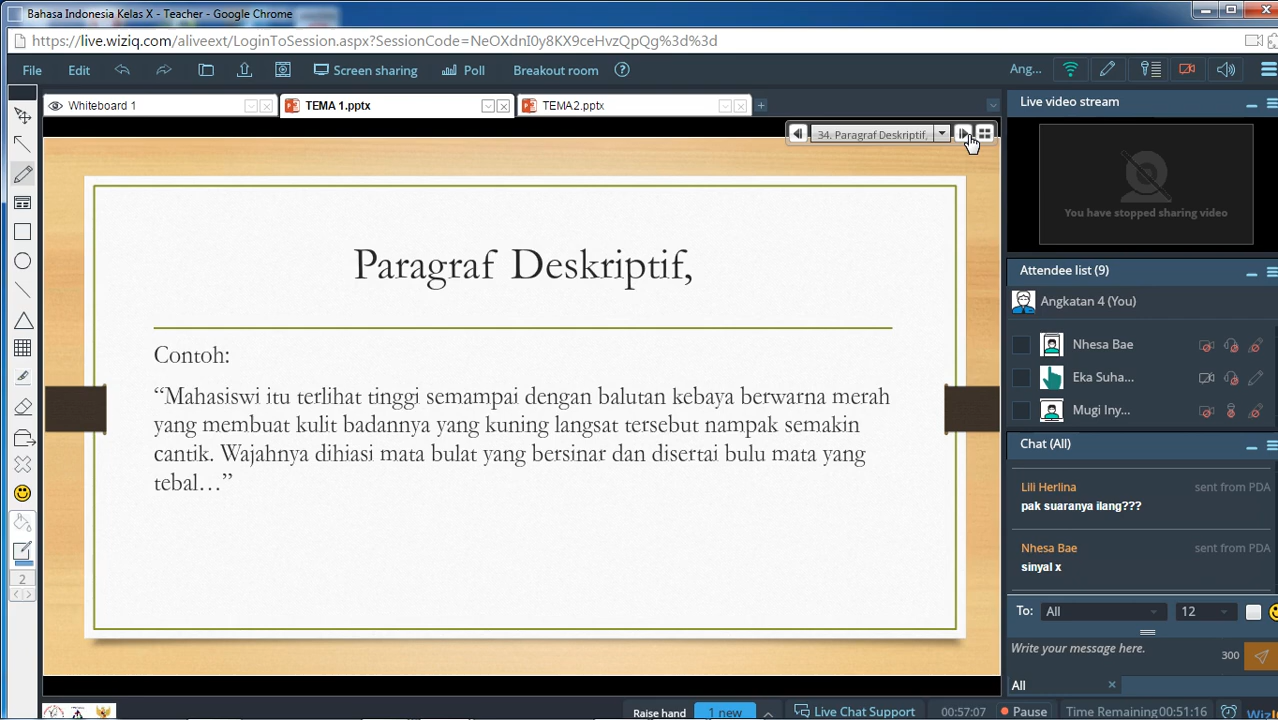 Bahasa Indonesia Kelas X - Teacher - Google Chrome
https://live.wiziq.com/aliveext/LoginToSession.aspx?SessionCode=NeOXdnI0y8KX9ceHvzQpQg%3d%3d
File Edit Screen sharing Poll Breakout room ? Ang...
Whiteboard 1 TEMA 1.pptx TEMA2.pptx +
34. Paragraf Deskriptif,
Paragraf Deskriptif,
Contoh:
“Mahasiswi itu terlihat tinggi semampai dengan balutan kebaya berwarna merah
yang membuat kulit badannya yang kuning langsat tersebut nampak semakin
cantik. Wajahnya dihiasi mata bulat yang bersinar dan disertai bulu mata yang
tebal…”
2
Live video stream
You have stopped sharing video
Attendee list (9)
Angkatan 4 (You)
Nhesa Bae
Eka Suha...
Mugi Iny...
Chat (All)
Lili Herlina sent from PDA
pak suaranya ilang???
Nhesa Bae sent from PDA
sinyal x
To: All 12
Write your message here.
300
All
Raise hand 1 new Live Chat Support 00:57:07 Pause Time Remaining 00:51:16